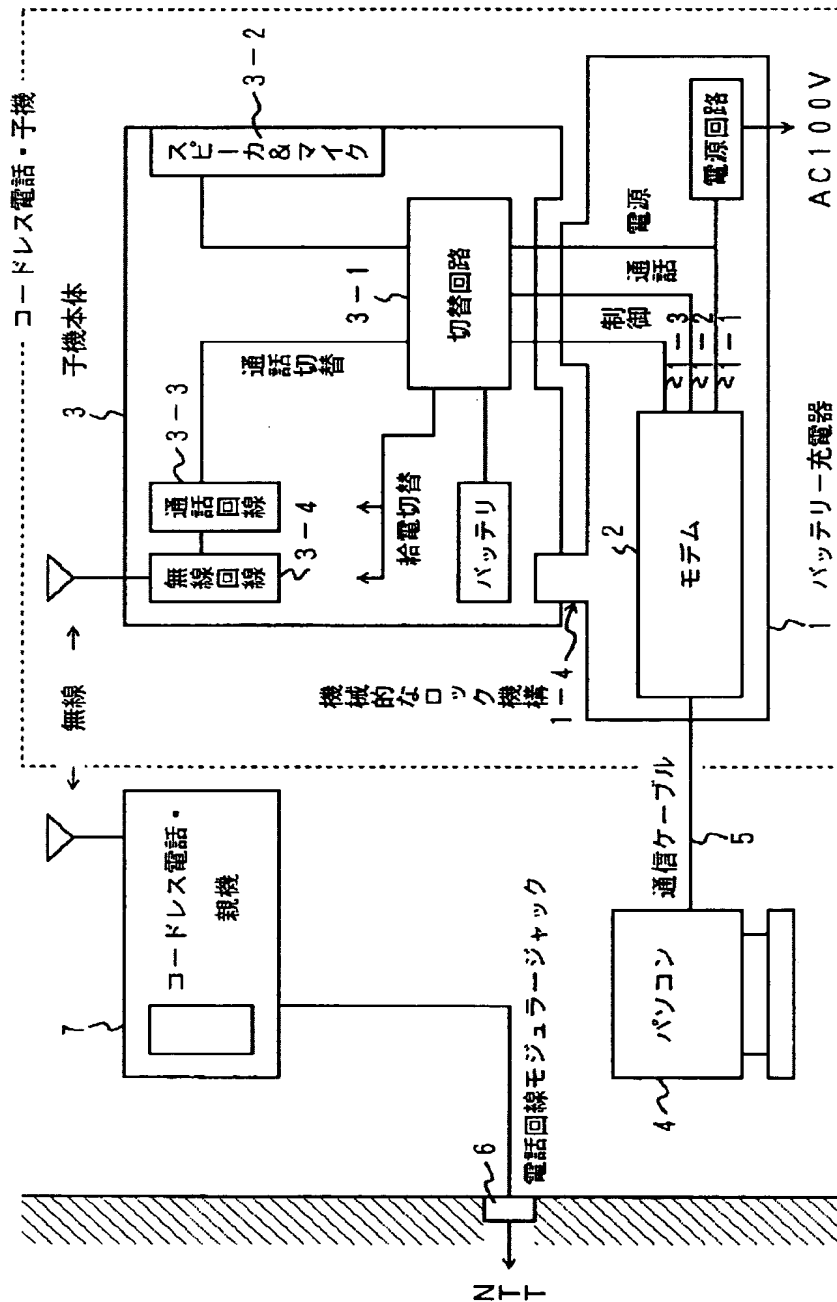 コードレス電話・子機
3 子機本体
スピーカ&マイク
3-2
通話切替
3-1
切替回路
3-3
通話回線
無線回線
3-4
給電切替
バッテリ
← 無線 →
機械的なロック機構
1-4
制御
通話
電源
電源回路
AC100V
21-3
21-2
21-1
2
モデム
1 バッテリー充電器
7
コードレス電話・
親機
通信ケーブル
5
パソコン
4
6
電話回線モジュラージャック
NTT